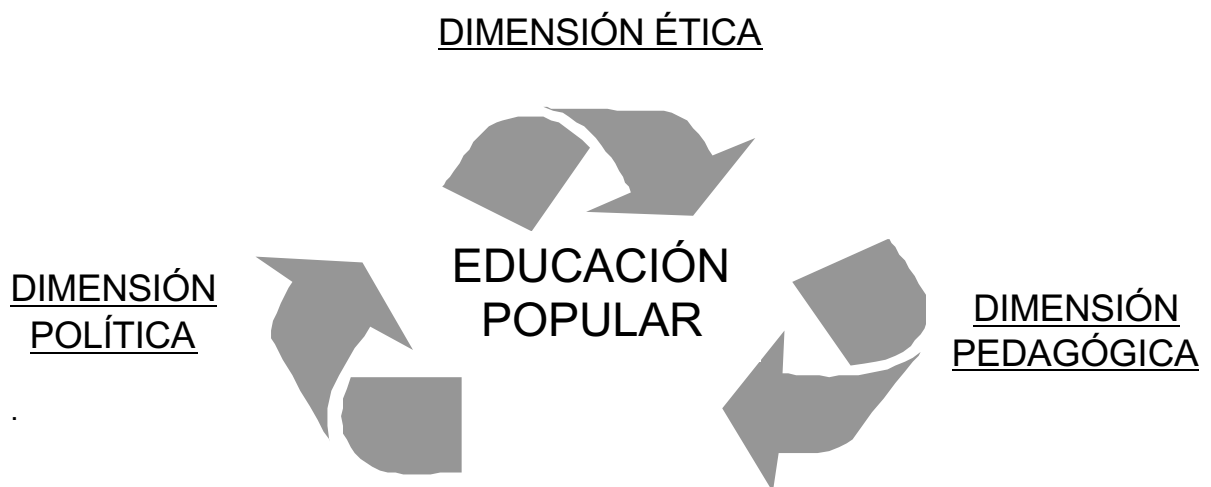 DIMENSIÓN ÉTICA
EDUCACIÓN
POPULAR
DIMENSIÓN
POLÍTICA
DIMENSIÓN
PEDAGÓGICA
.